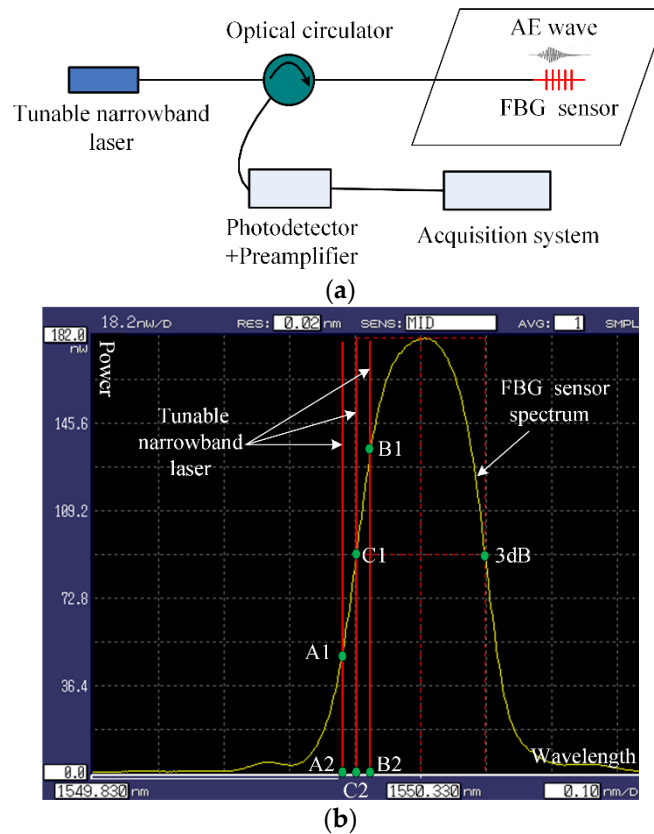 Optical circulator
AE wave
Tunable narrowband
laser
FBG sensor
Photodetector
+Preamplifier
Acquisition system
(a)
18.2nW/D RES: 0.02 nm SENS: MID AVG: 1 SMPL
182.0
nW
Power
Tunable
narrowband
laser
FBG sensor
spectrum
145.6
B1
109.2
C1
3dB
72.8
A1
36.4
Wavelength
0.0
A2
B2
C2
1549.830 nm
1550.330 nm
0.10 nm/D
(b)